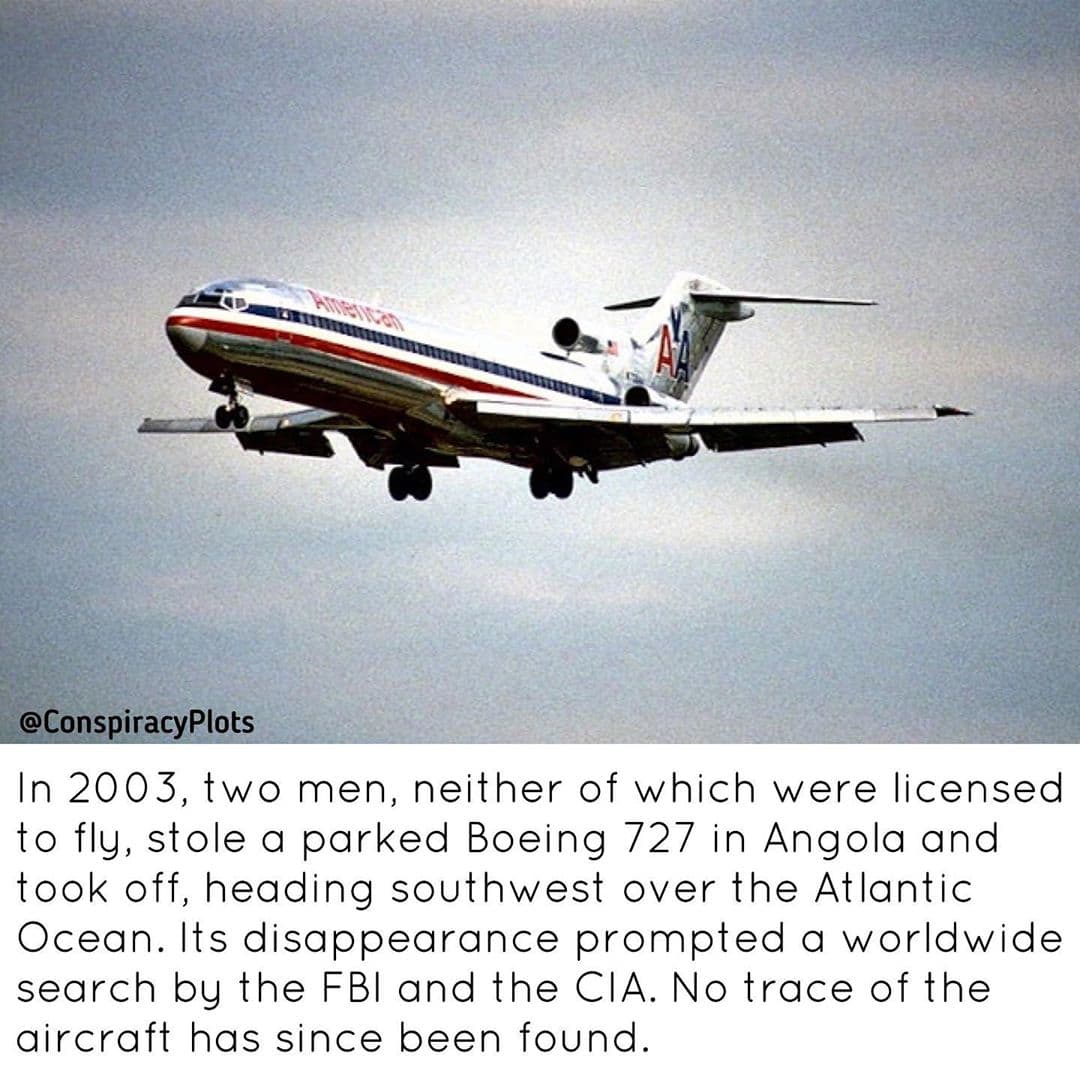 American
AA
@ConspiracyPlots
In 2003, two men, neither of which were licensed
to fly, stole a parked Boeing 727 in Angola and
took off, heading southwest over the Atlantic
Ocean. Its disappearance prompted a worldwide
search by the FBI and the CIA. No trace of the
aircraft has since been found.